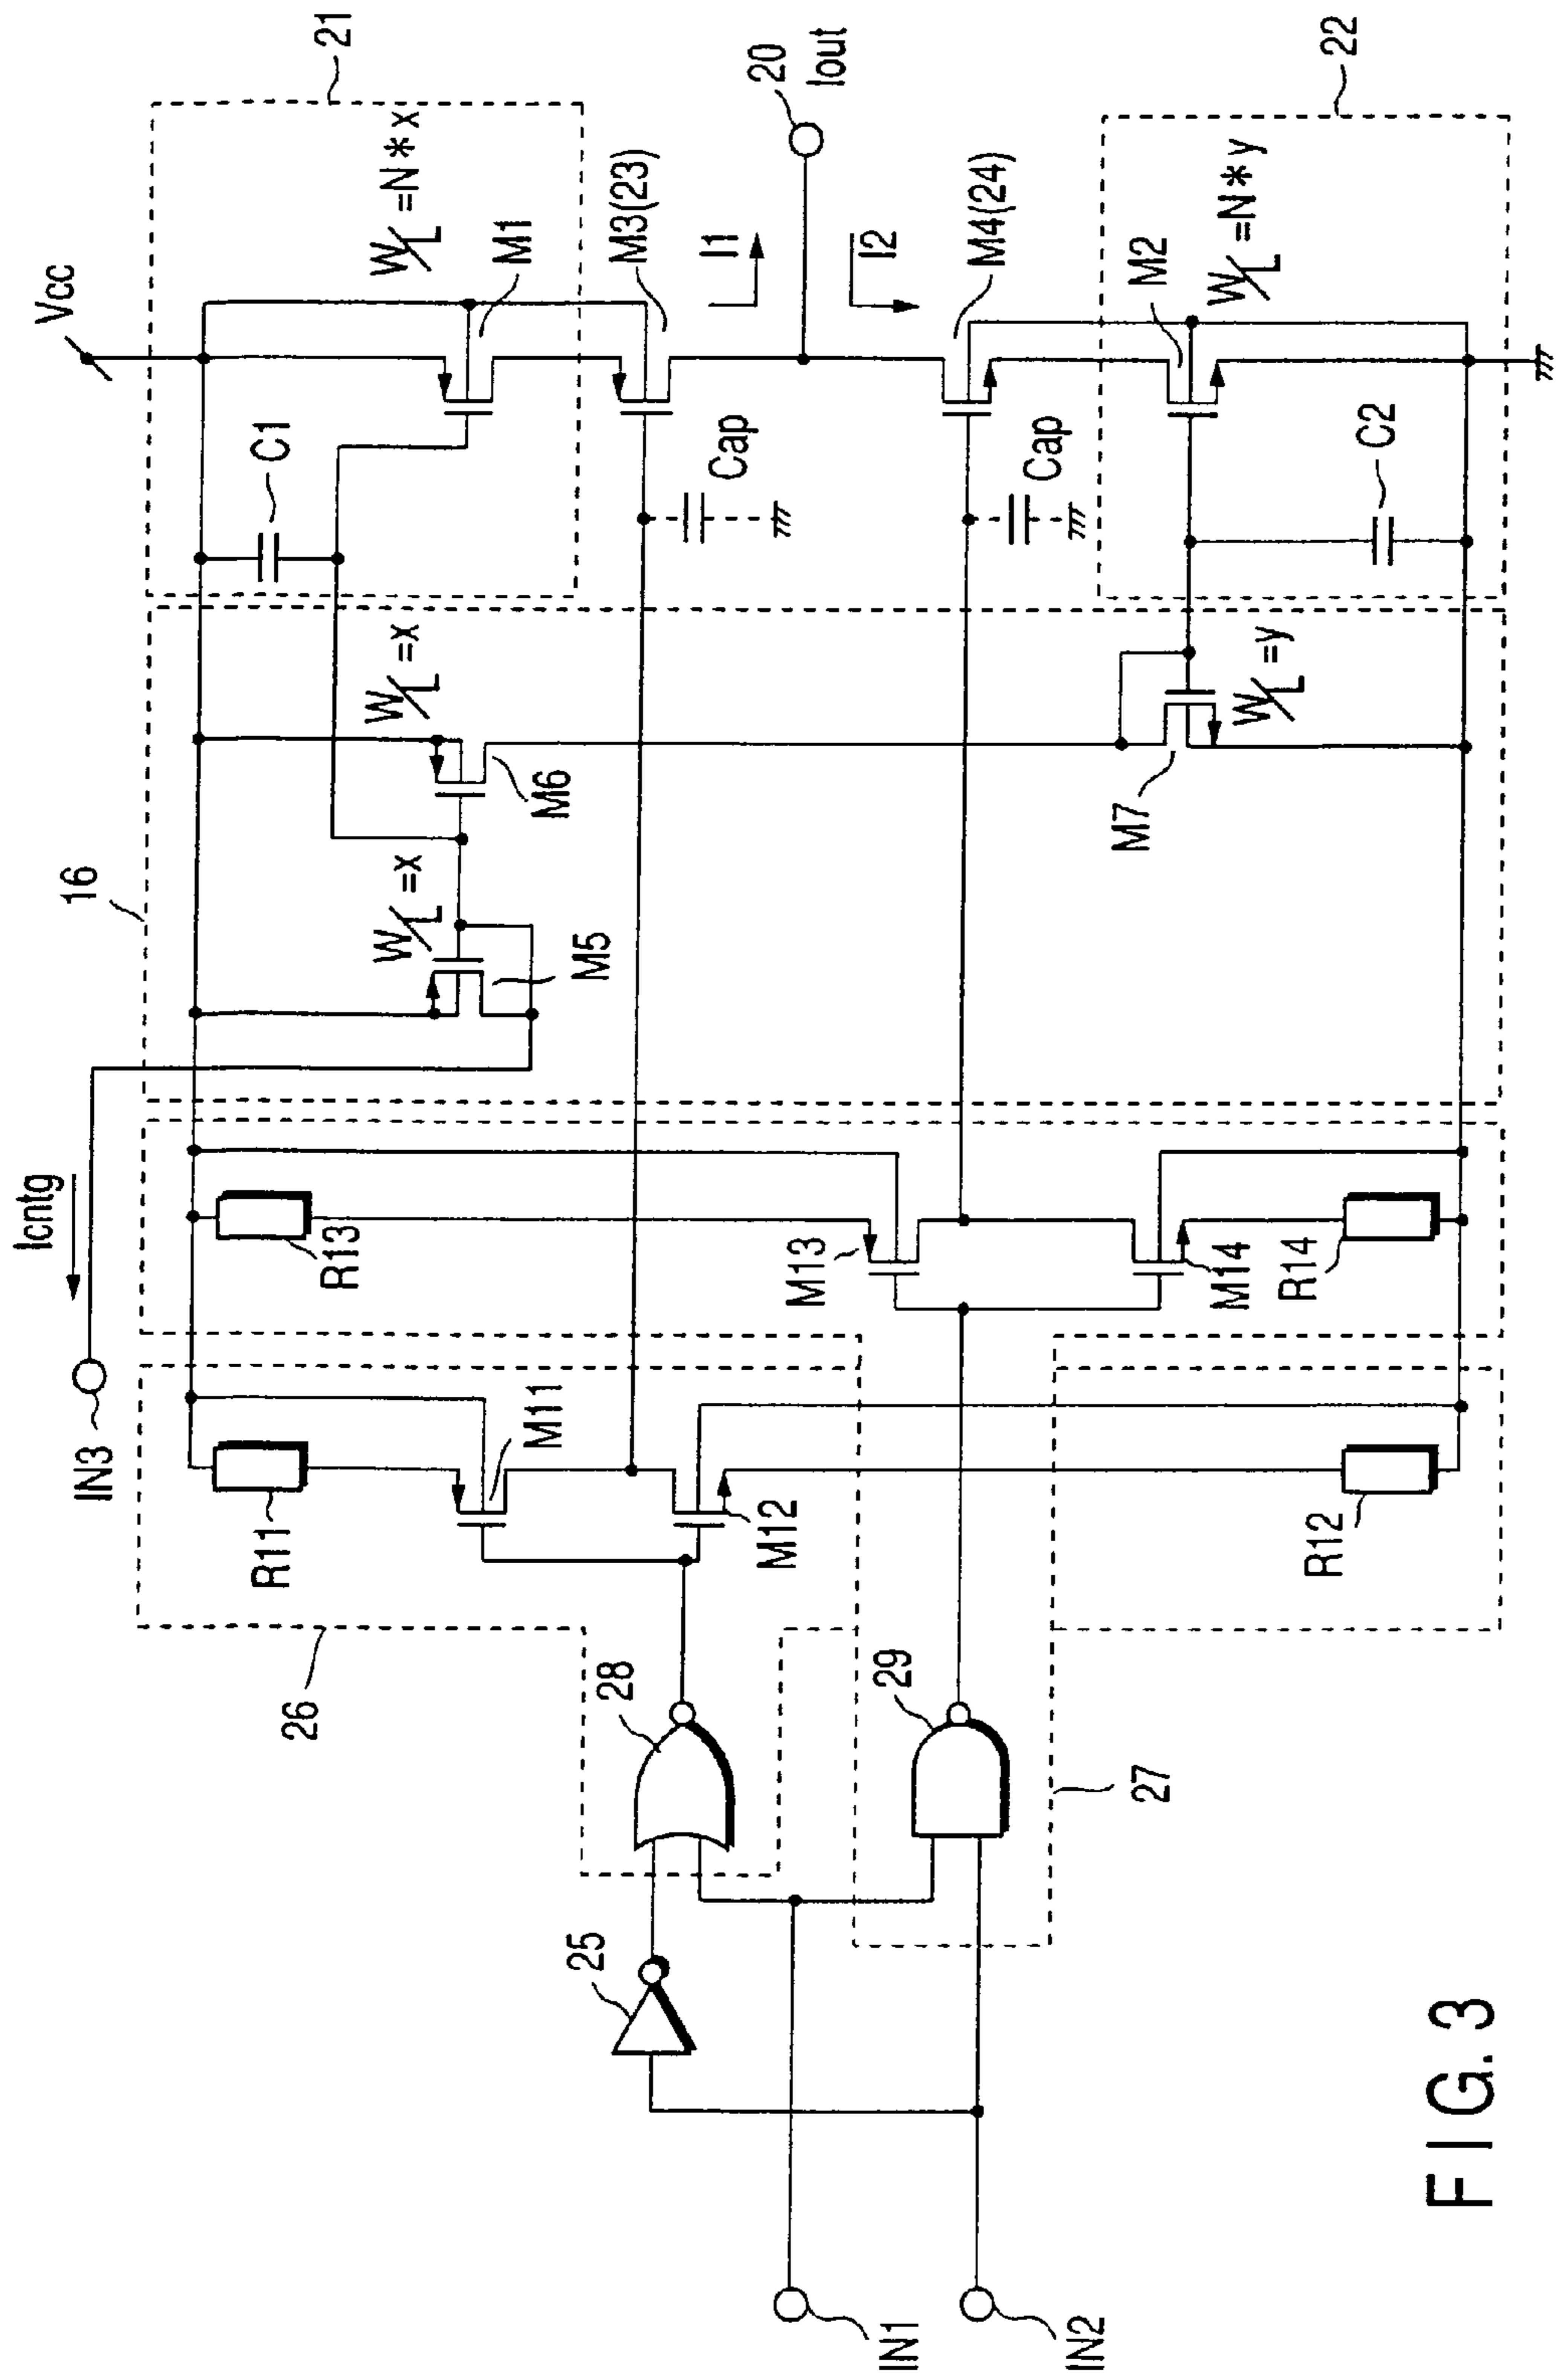 Vcc
21
W/L=N*x
C1
M1
M3(23)
Cap
I1
20
Iout
I2
M4(24)
Cap
M2
W/L=N*y
C2
22
16
W/L=x
M6
W/L=x
M5
M7
W/L=y
Icntg
IN3
R13
M13
M14
R14
R11
M11
M12
R12
26
28
29
27
25
IN1
IN2
FIG. 3